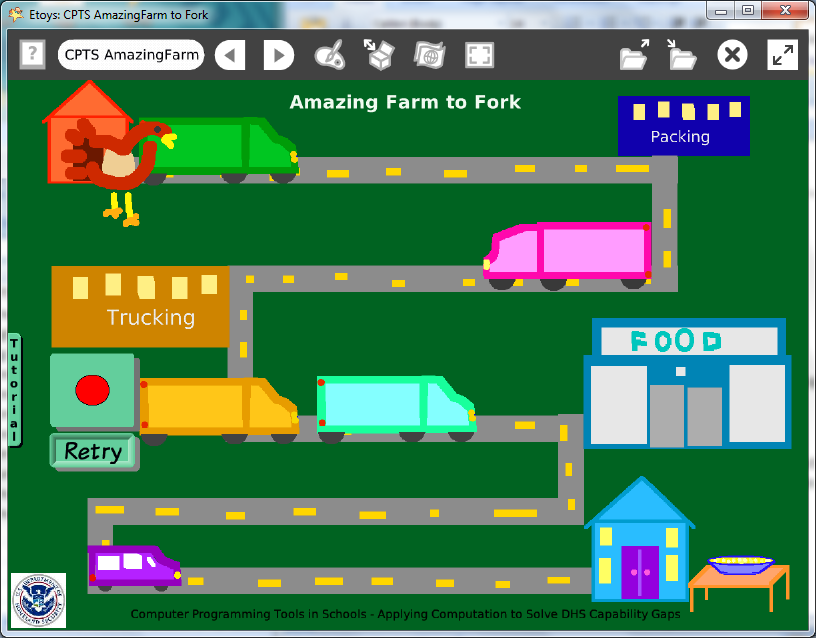 Etoys: CPTS AmazingFarm to Fork
?
CPTS AmazingFarm
Amazing Farm to Fork
Packing
Trucking
FOOD
Tutorial
Retry
Computer Programming Tools in Schools - Applying Computation to Solve DHS Capability Gaps